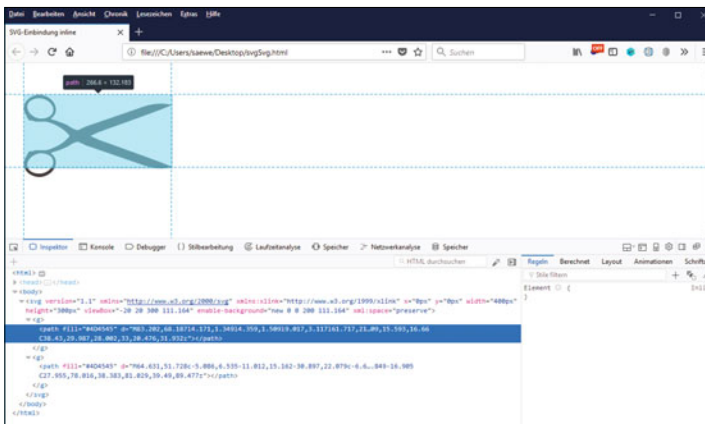 Datei Bearbeiten Ansicht Chronik Lesezeichen Extras Hilfe
SVG-Einbindung inline
file:///C:/Users/saewe/Desktop/svgSvg.html
Suchen
path 266.6 × 132.103
Inspektor Konsole Debugger {} Stilbearbeitung Laufzeitanalyse Speicher Netzwerkanalyse Speicher
HTML durchsuchen
Regeln Berechnet Layout Animationen Schrifta
Stile filtern
<html>
<head></head>
<body>
<svg version="1.1" xmlns="http://www.w3.org/2000/svg" xmlns:xlink="http://www.w3.org/1999/xlink" x="0px" y="0px" width="400px"
height="300px" viewBox="-20 20 300 111.164" enable-background="new 0 0 200 111.164" xml:space="preserve">
<g>
<path fill="#4D4545"
</g>
<g>
<path fill="#4D4545"
</g>
</svg>
</body>
</html>
Element {
}